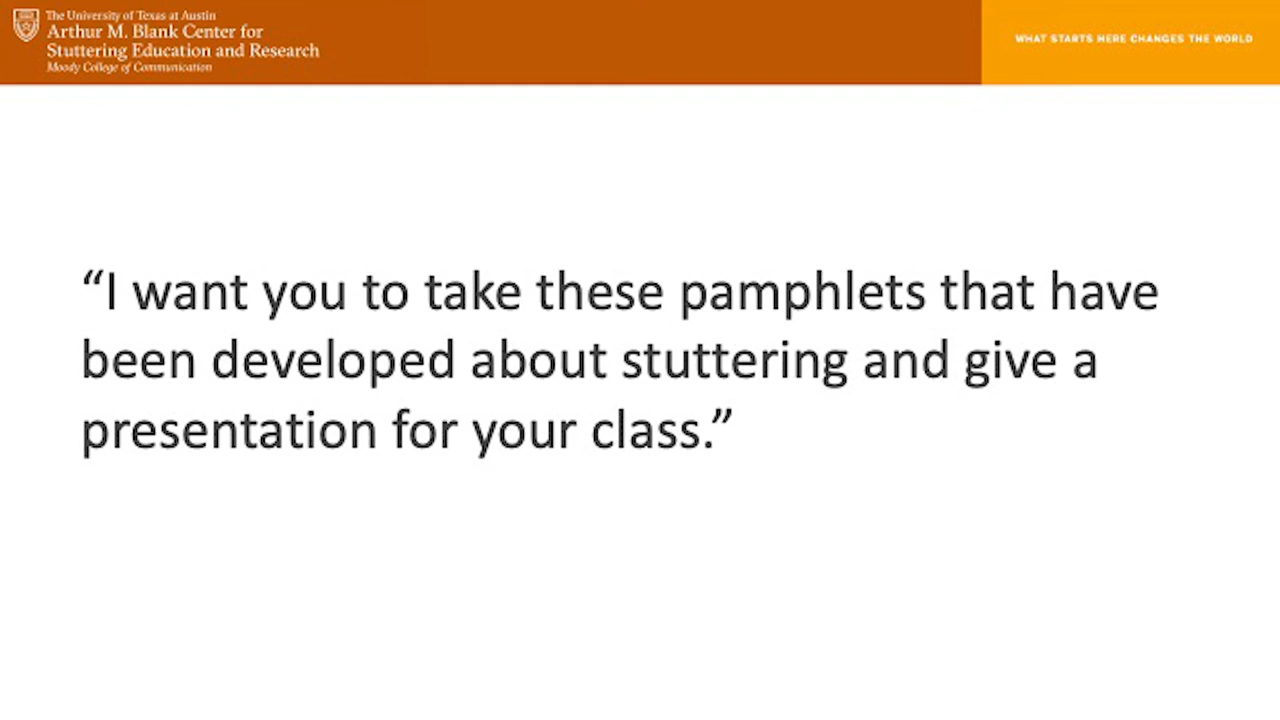 The University of Texas at Austin
Arthur M. Blank Center for
Stuttering Education and Research
Moody College of Communication
WHAT STARTS HERE CHANGES THE WORLD
“I want you to take these pamphlets that have
been developed about stuttering and give a
presentation for your class.”